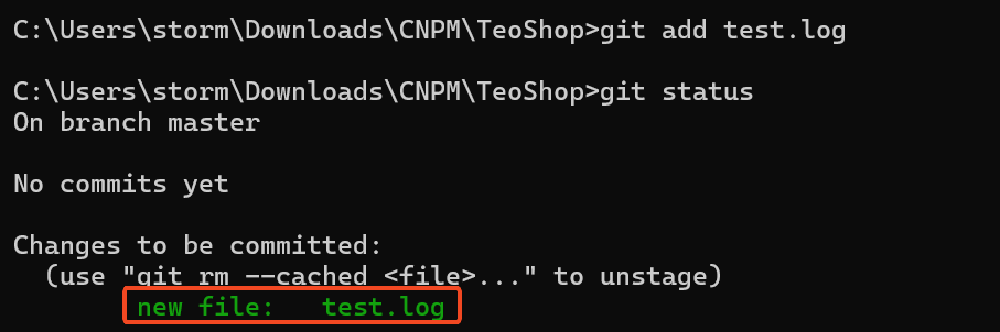 C:\Users\storm\Downloads\CNPM\TeoShop>git add test.log
C:\Users\storm\Downloads\CNPM\TeoShop>git status
On branch master
No commits yet
Changes to be committed:
(use "git rm --cached <file>..." to unstage)
new file: test.log